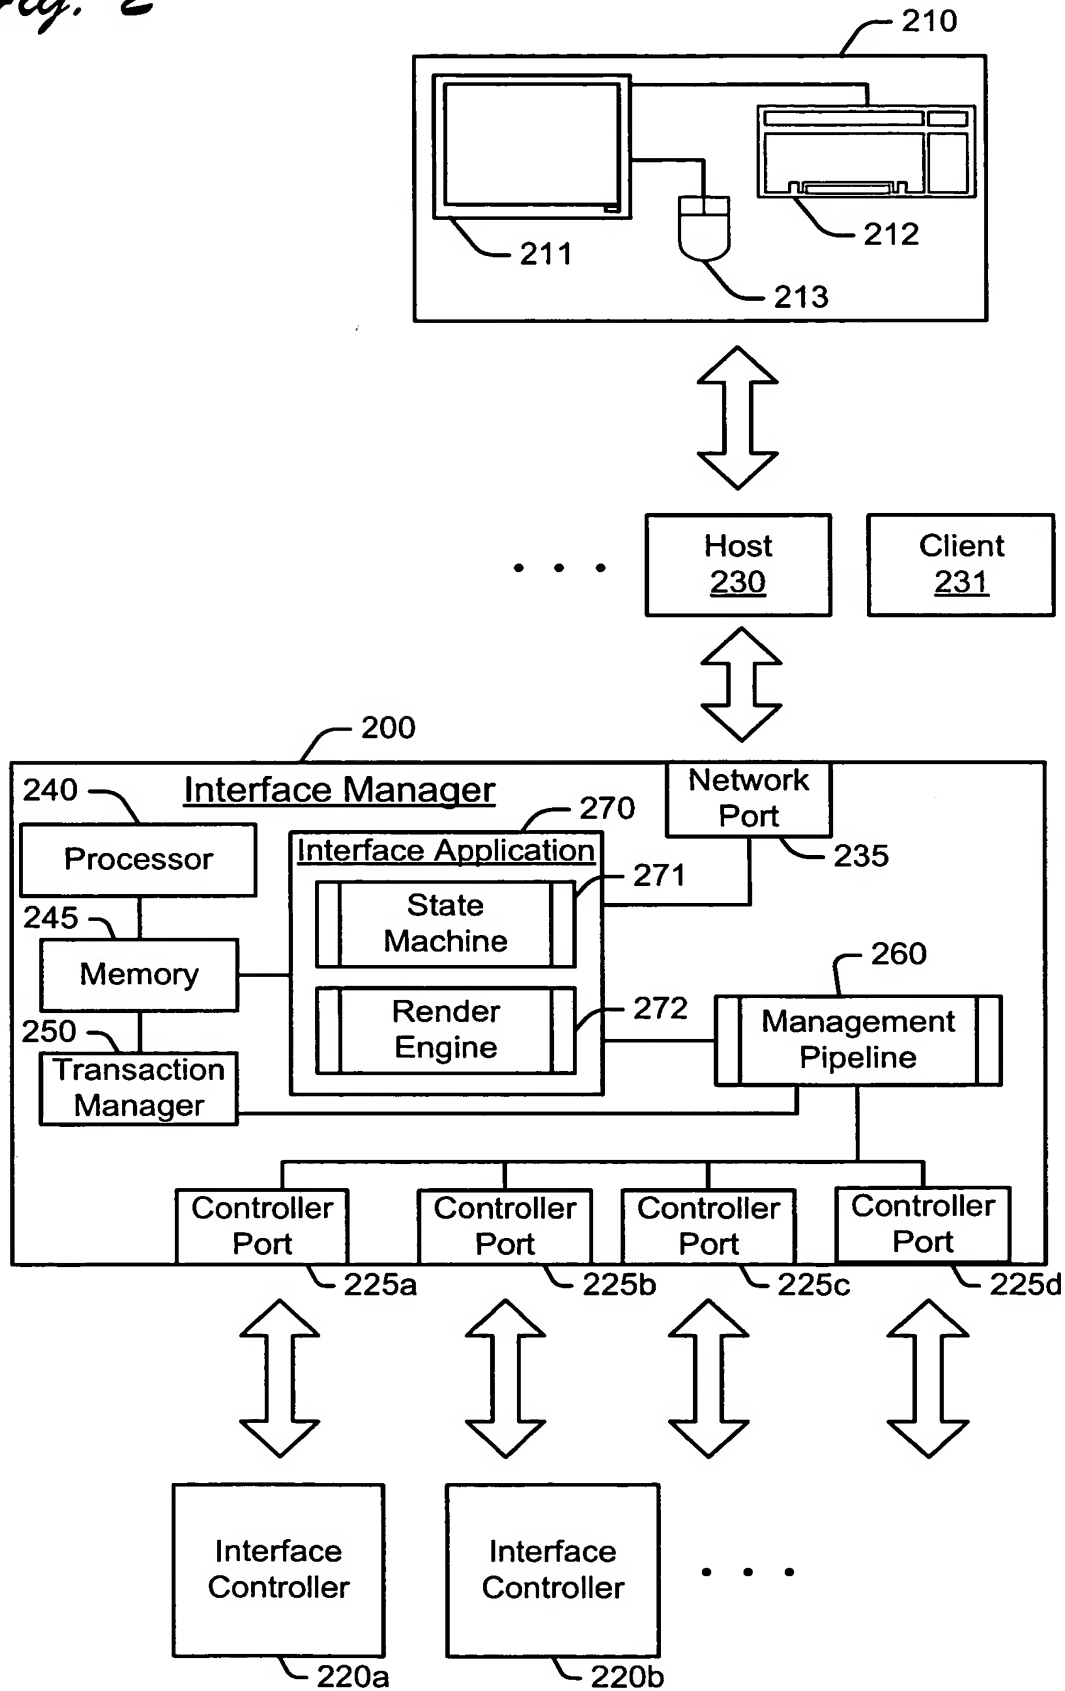 Fig. 2
210
211
212
213
Host
230
Client
231
200
Interface Manager
Network
Port
235
240
Processor
245
Memory
250
Transaction
Manager
270
Interface Application
271
State
Machine
272
Render
Engine
260
Management
Pipeline
Controller
Port
225a
Controller
Port
225b
Controller
Port
225c
Controller
Port
225d
Interface
Controller
220a
Interface
Controller
220b